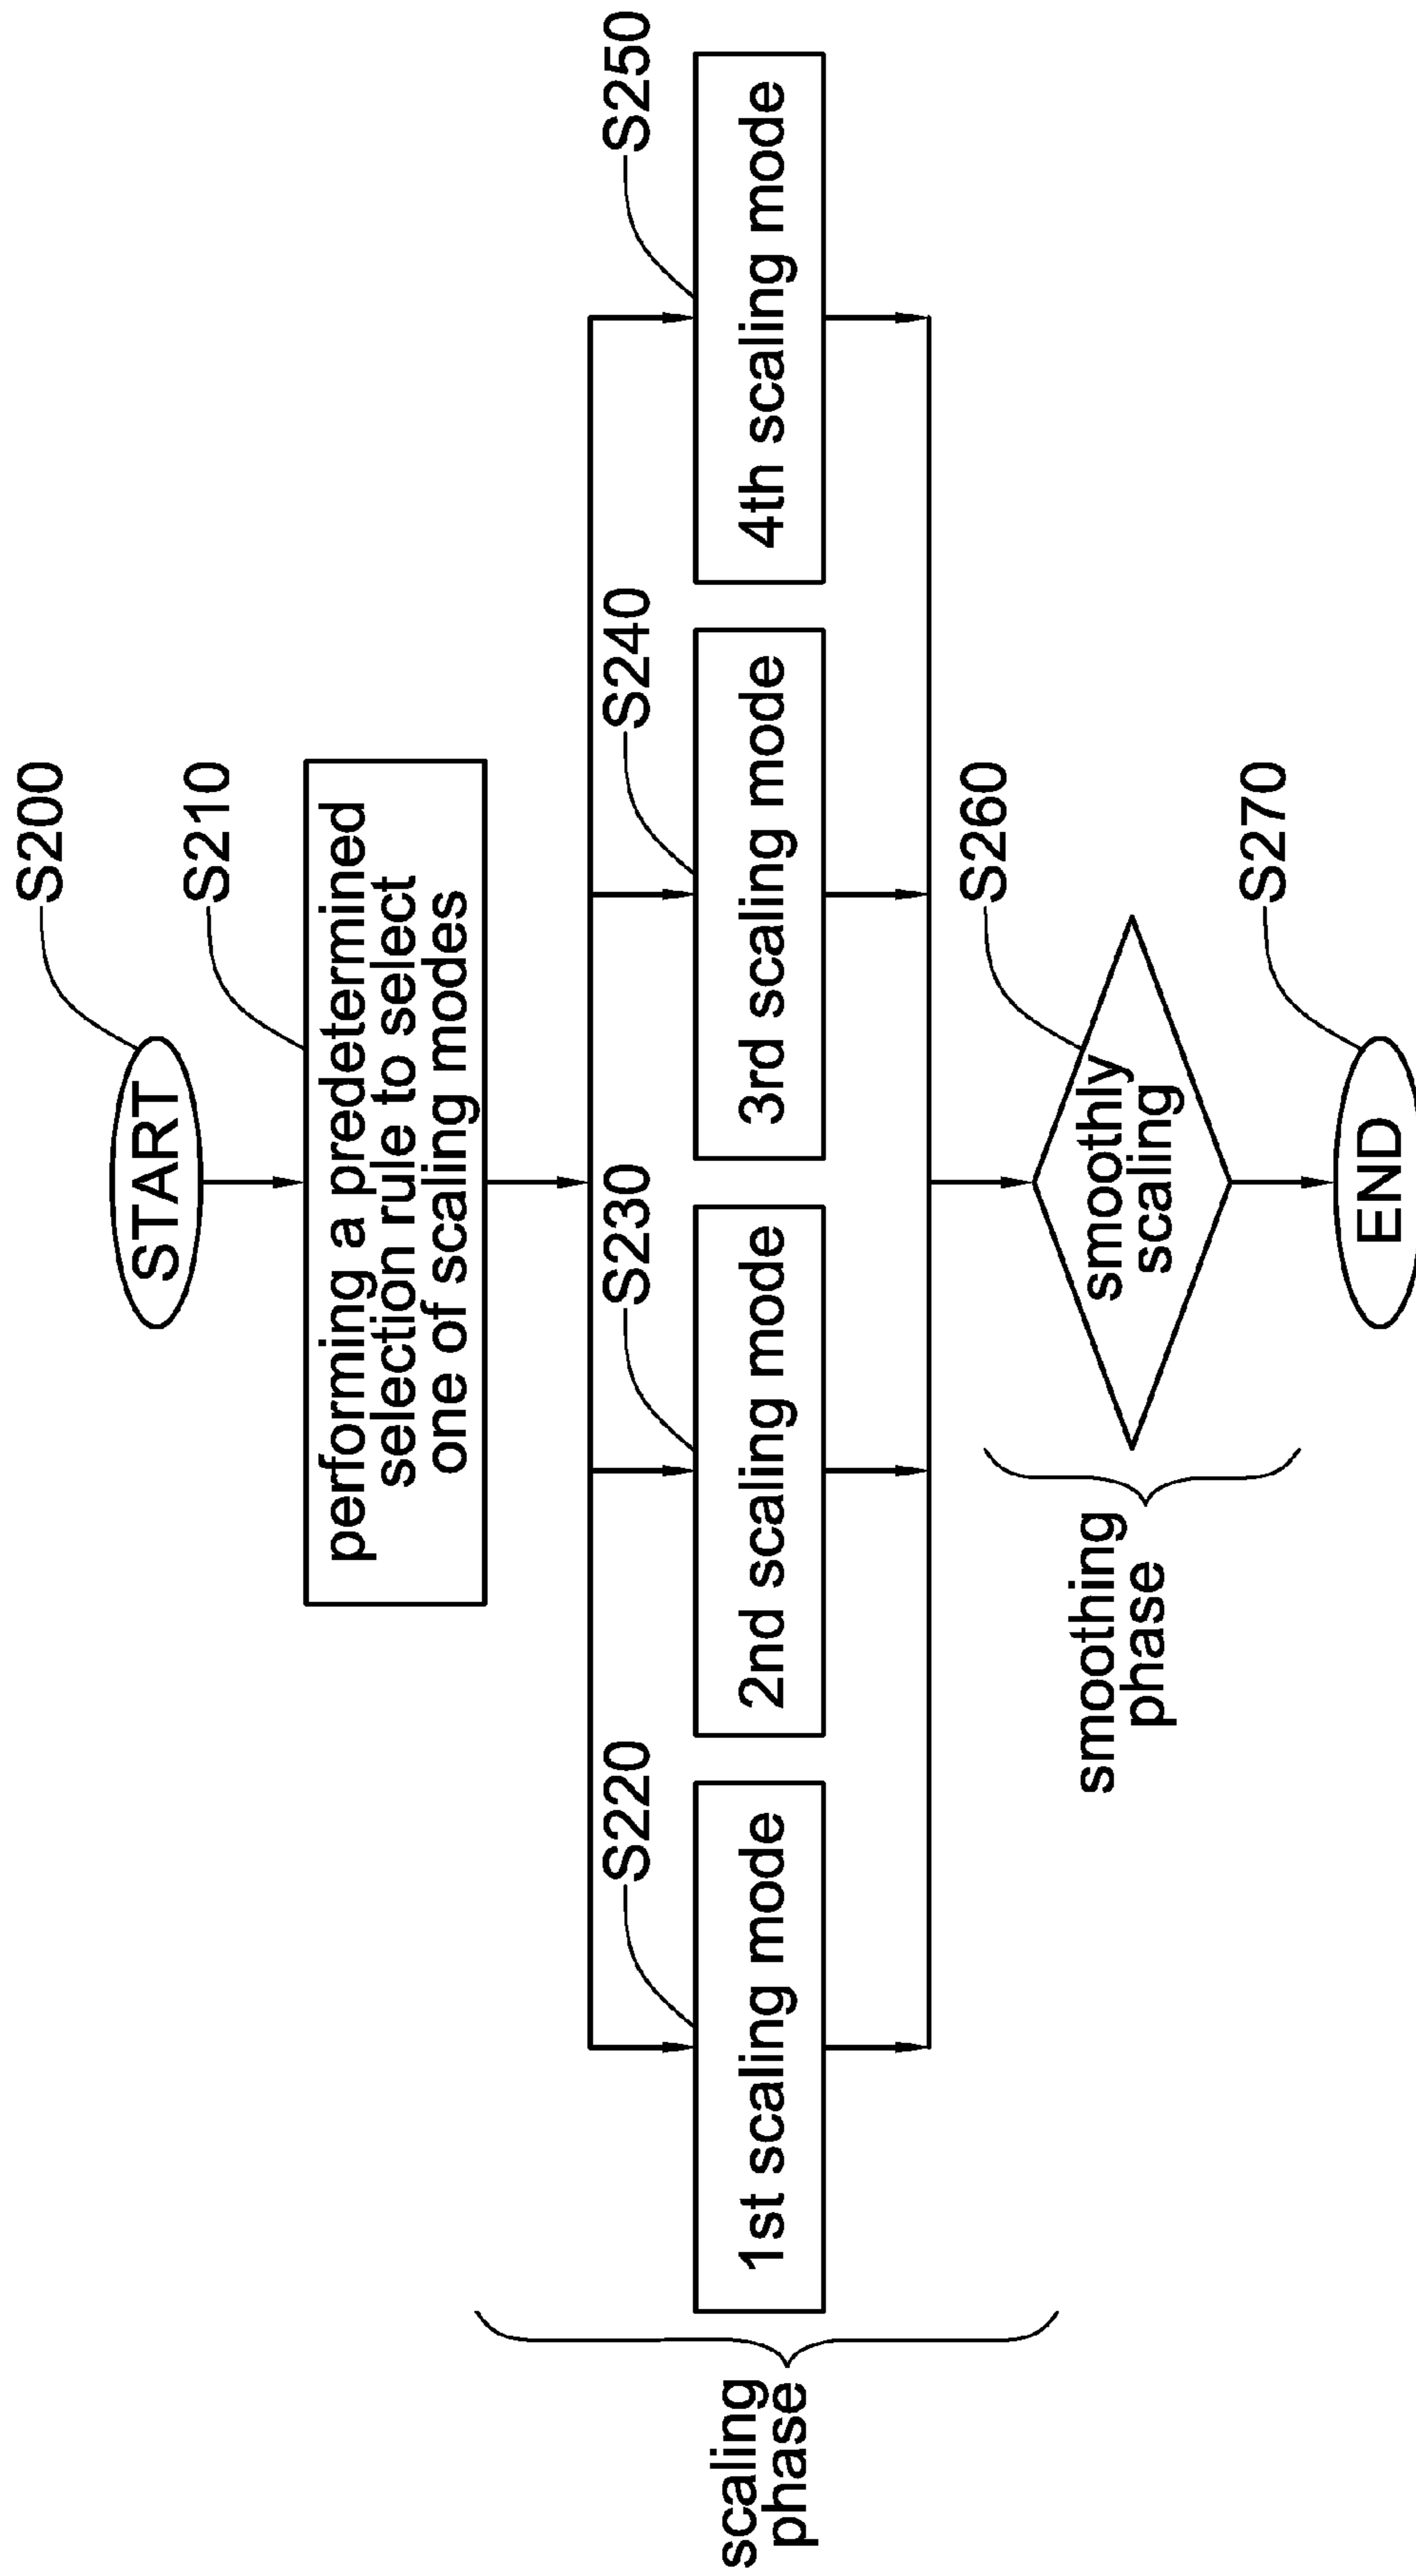 S200
START
S210
performing a predetermined
selection rule to select
one of scaling modes
S220
S230
S240
S250
scaling
phase
1st scaling mode
2nd scaling mode
3rd scaling mode
4th scaling mode
S260
smoothing
phase
smoothly
scaling
S270
END